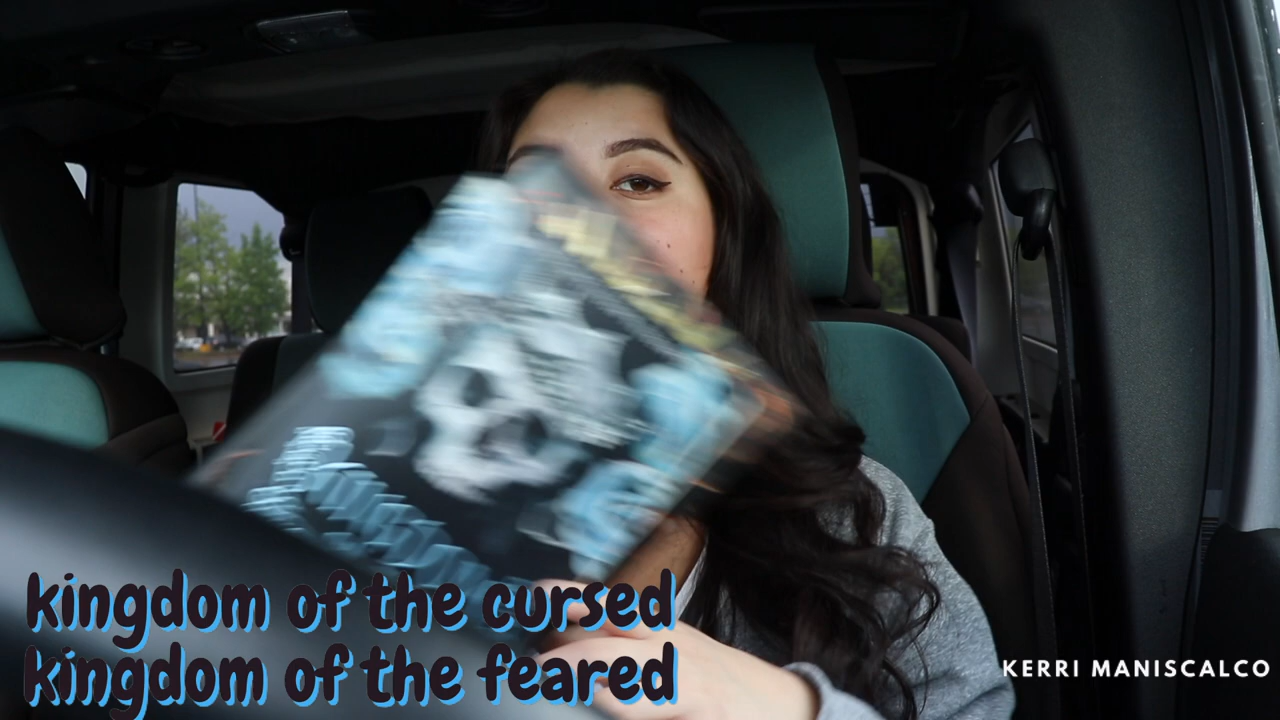 kingdom of the cursed
kingdom of the feared
KERRI MANISCALCO